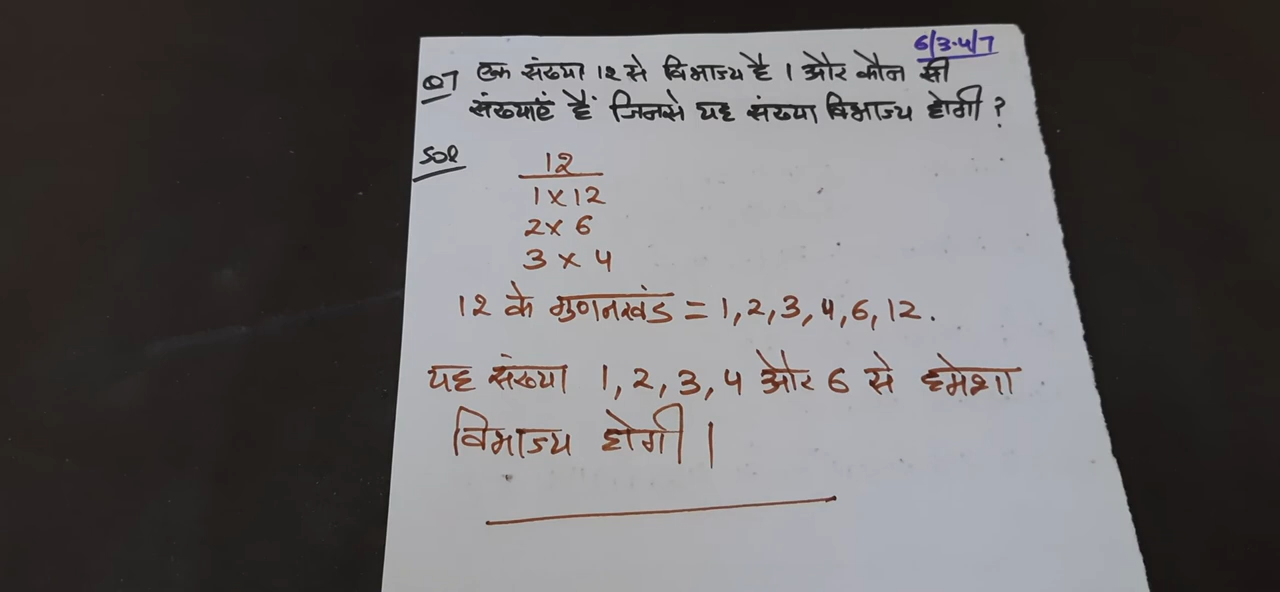 6/3.4/7
Q7 एक संख्या 12 से विभाज्य है । और कौन सी
संख्याएं हैं जिनसे यह संख्या विभाज्य होगी ?
Sol
12
1 x 12
2 x 6
3 x 4
12 के गुणनखंड = 1, 2, 3, 4, 6, 12.
यह संख्या 1, 2, 3, 4 और 6 से हमेशा
विभाज्य होगी ।